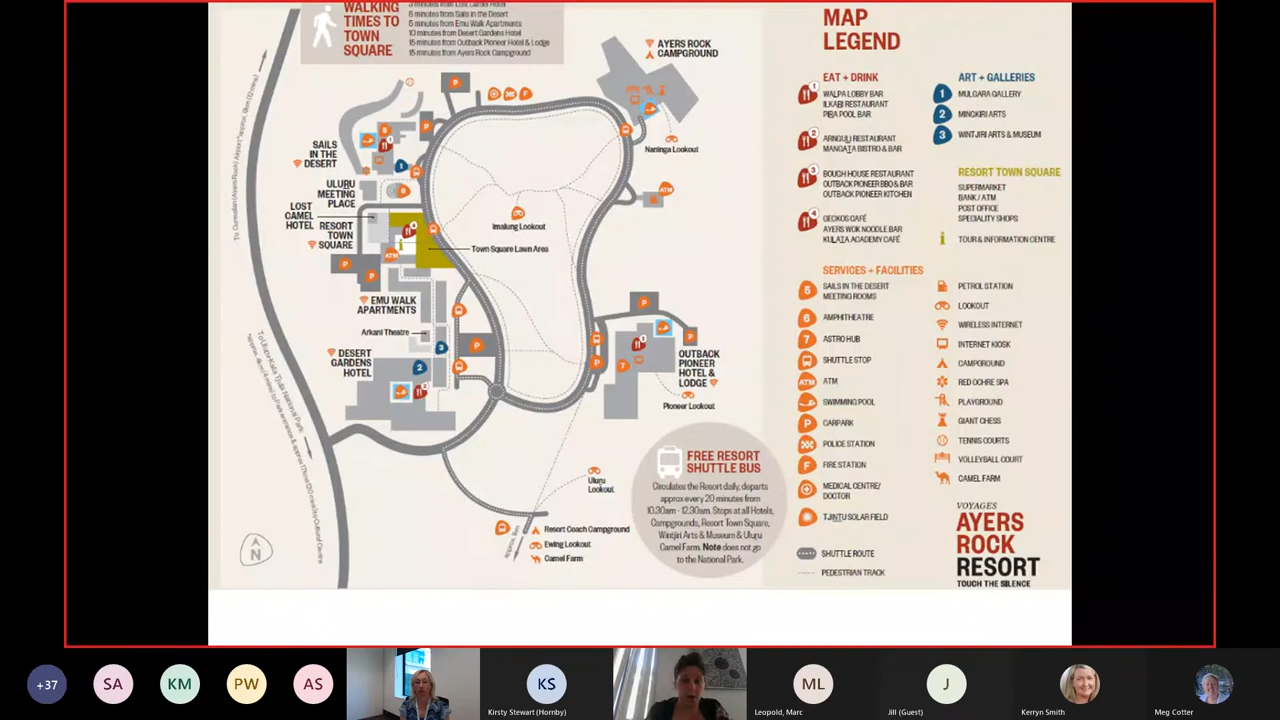 WALKING
TIMES TO
TOWN
SQUARE
5 minutes from Sails in the Desert
5 minutes from Emu Walk Apartments
10 minutes from Desert Gardens Hotel
15 minutes from Outback Pioneer Hotel & Lodge
15 minutes from Ayers Rock Campground
AYERS ROCK
CAMPGROUND
Naninga Lookout
SAILS
IN THE
DESERT
ULURU
MEETING
PLACE
LOST
CAMEL
HOTEL
RESORT
TOWN
SQUARE
Imalung Lookout
Town Square Lawn Area
EMU WALK
APARTMENTS
Arkani Theatre
DESERT
GARDENS
HOTEL
OUTBACK
PIONEER
HOTEL &
LODGE
Pioneer Lookout
Uluru
Lookout
Resort Coach Campground
Ewing Lookout
Camel Farm
N
P
P
F
ATM
FREE RESORT
SHUTTLE BUS
Circulates the Resort daily, departs
approx every 20 minutes from
10.30am - 12.30am. Stops at all Hotels,
Campgrounds, Resort Town Square,
Wintjiri Arts & Museum & Uluru
Camel Farm. Note does not go
to the National Park.
MAP
LEGEND
EAT + DRINK
1
WALPA LOBBY BAR
ILKARI RESTAURANT
PIRA POOL BAR
2
ARNGULI RESTAURANT
MANGATA BISTRO & BAR
3
BOUGH HOUSE RESTAURANT
OUTBACK PIONEER BBQ & BAR
OUTBACK PIONEER KITCHEN
4
GECKOS CAFÉ
AYERS WOK NOODLE BAR
KULATA ACADEMY CAFÉ
SERVICES + FACILITIES
5 SAILS IN THE DESERT
MEETING ROOMS
6 AMPHITHEATRE
7 ASTRO HUB
SHUTTLE STOP
ATM ATM
SWIMMING POOL
P CARPARK
POLICE STATION
F FIRE STATION
MEDICAL CENTRE/
DOCTOR
TJINTU SOLAR FIELD
SHUTTLE ROUTE
PEDESTRIAN TRACK
ART + GALLERIES
1 MULGARA GALLERY
2 MINGKIRI ARTS
3 WINTJIRI ARTS & MUSEUM
RESORT TOWN SQUARE
SUPERMARKET
BANK / ATM
POST OFFICE
SPECIALITY SHOPS
i TOUR & INFORMATION CENTRE
PETROL STATION
LOOKOUT
WIRELESS INTERNET
INTERNET KIOSK
CAMPGROUND
RED OCHRE SPA
PLAYGROUND
GIANT CHESS
TENNIS COURTS
VOLLEYBALL COURT
CAMEL FARM
VOYAGES
AYERS
ROCK
RESORT
TOUCH THE SILENCE
+37
SA
KM
PW
AS
KS
Kirsty Stewart (Hornby)
ML
Leopold, Marc
J
Jill (Guest)
Kerryn Smith
Meg Cotter